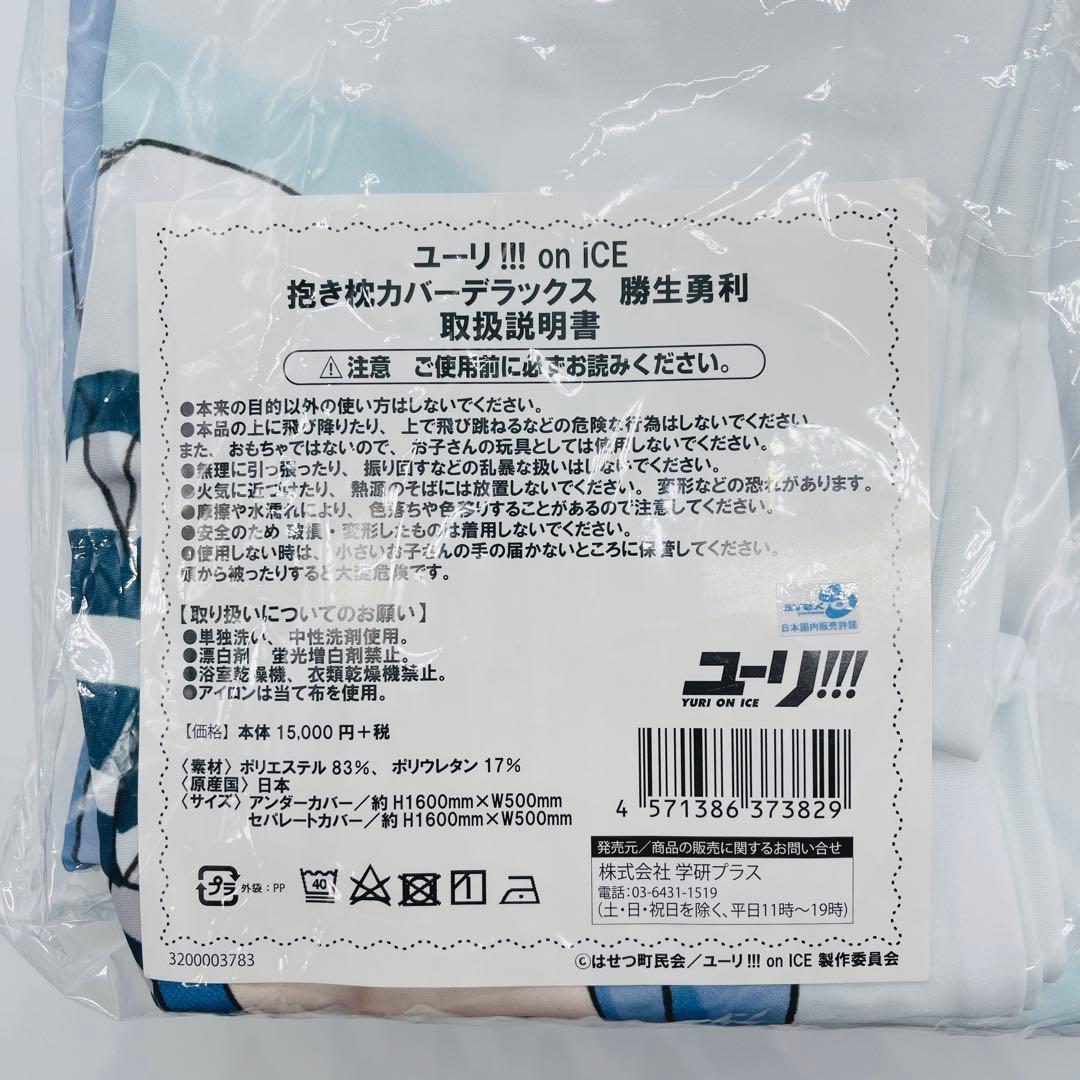 ユーリ!!! on iCE
抱き枕カバーデラックス 勝生勇利
取扱説明書
⚠注意 ご使用前に必ずお読みください。
●本来の目的以外の使い方はしないでください。
●本品の上に飛び降りたり、上で飛び跳ねるなどの危険な行為はしないでください。
また、おもちゃではないので、お子さんの玩具としては使用しないでください。
●無理に引っ張ったり、振り回すなどの乱暴な扱いはしないでください。
●火気に近づけたり、熱源のそばには放置しないでください。変形などの恐れがあります。
●摩擦や水濡れにより、色落ちや色移りすることがあるので注意してください。
●安全のため 破損・変形したものは着用しないでください。
●使用しない時は、小さいお子さんの手の届かないところに保管してください。
頭から被ったりすると大変危険です。
【取り扱いについてのお願い】
●単独洗い、中性洗剤使用。
●漂白剤 蛍光増白剤禁止。
●浴室乾燥機、衣類乾燥機禁止。
●アイロンは当て布を使用。
【価格】本体 15,000 円+税
〈素材〉ポリエステル 83%、ポリウレタン 17%
〈原産国〉日本
〈サイズ〉アンダーカバー/約 H1600mm×W500mm
セパレートカバー/約 H1600mm×W500mm
プラ 外袋:PP
40
avex pictures
日本国内販売許諾
ユーリ!!!
YURI ON ICE
4 571386 373829
発売元/商品の販売に関するお問い合せ
株式会社 学研プラス
電話:03-6431-1519
(土・日・祝日を除く、平日11時~19時)
3200003783
©はせつ町民会/ユーリ!!! on ICE 製作委員会